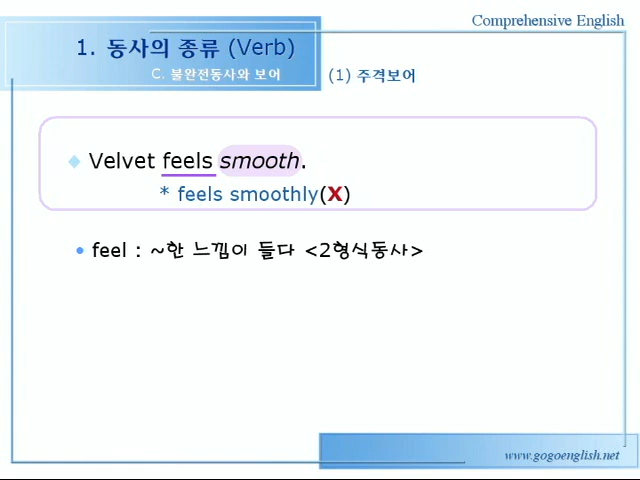 Comprehensive English
1. 동사의 종류 (Verb)
C. 불완전동사와 보어
(1) 주격보어
Velvet feels smooth.
* feels smoothly(X)
• feel : ~한 느낌이 들다 <2형식동사>
www.gogoenglish.net